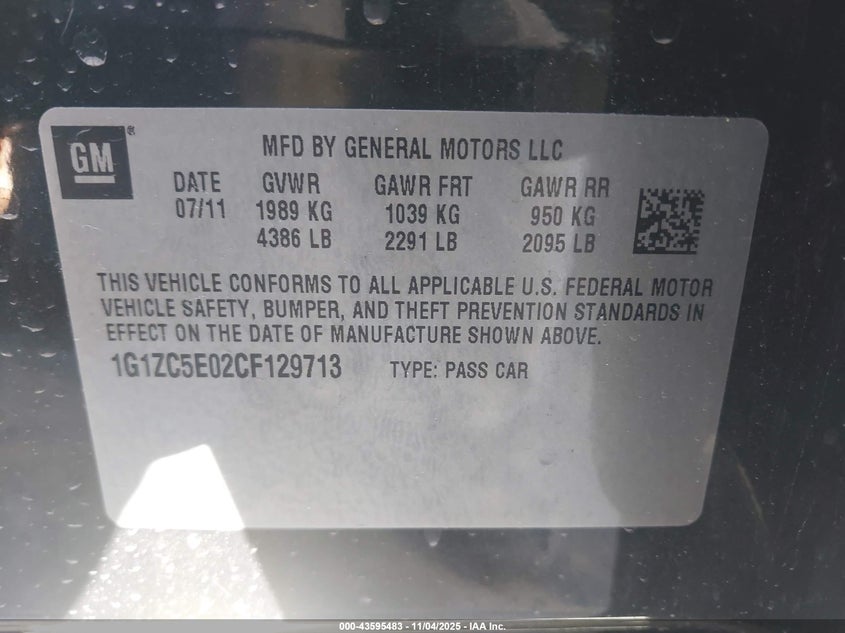 GM®
MFD BY GENERAL MOTORS LLC
DATE GVWR GAWR FRT GAWR RR
07/11 1989 KG 1039 KG 950 KG
4386 LB 2291 LB 2095 LB
THIS VEHICLE CONFORMS TO ALL APPLICABLE U.S. FEDERAL MOTOR
VEHICLE SAFETY, BUMPER, AND THEFT PREVENTION STANDARDS IN
EFFECT ON THE DATE OF MANUFACTURE SHOWN ABOVE.
1G1ZC5E02CF129713 TYPE: PASS CAR
000-43595483 - 11/04/2025 - IAA Inc.